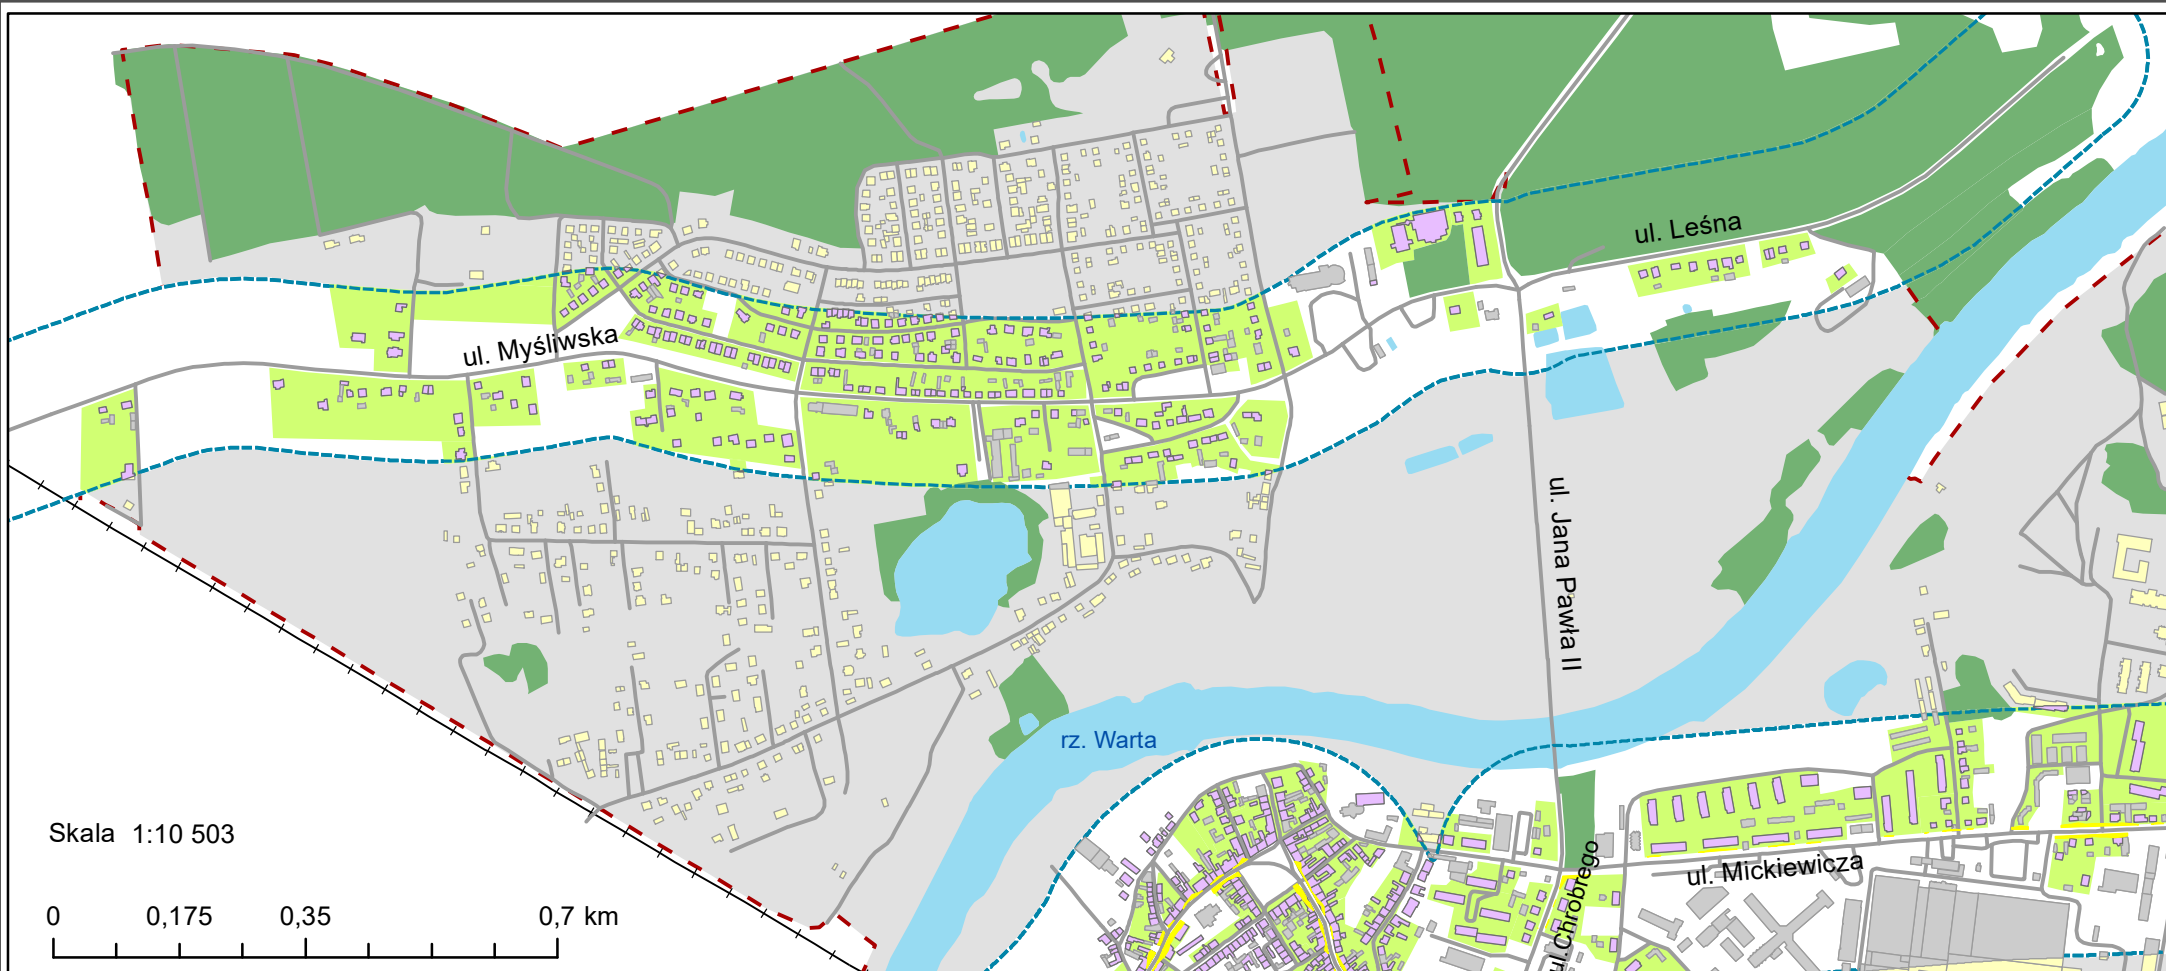 ul. Leśna
ul. Myśliwska
ul. Jana Pawła II
rz. Warta
Skala 1:10 503
ul. Mickiewicza
ul.Chrobrego
0 0,175 0,35 0,7 km